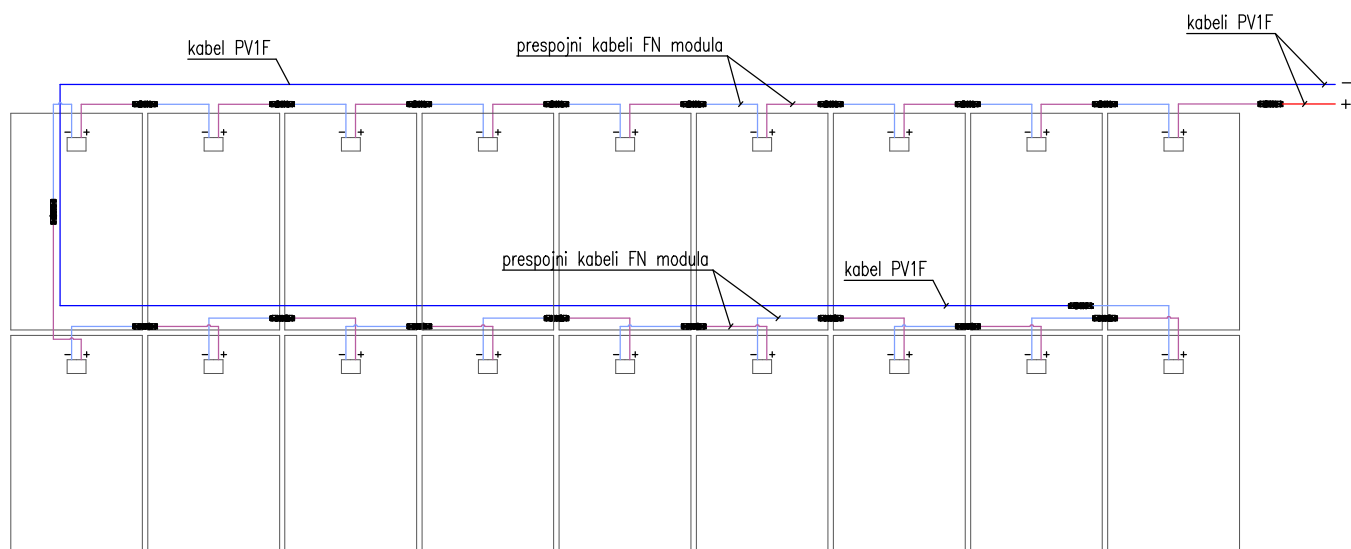 kabeli PV1F
kabel PV1F
prespojni kabeli FN modula
−
+
− + − + − + − + − + − + − + − + − +
prespojni kabeli FN modula
kabel PV1F
− + − + − + − + − + − + − + − + − +